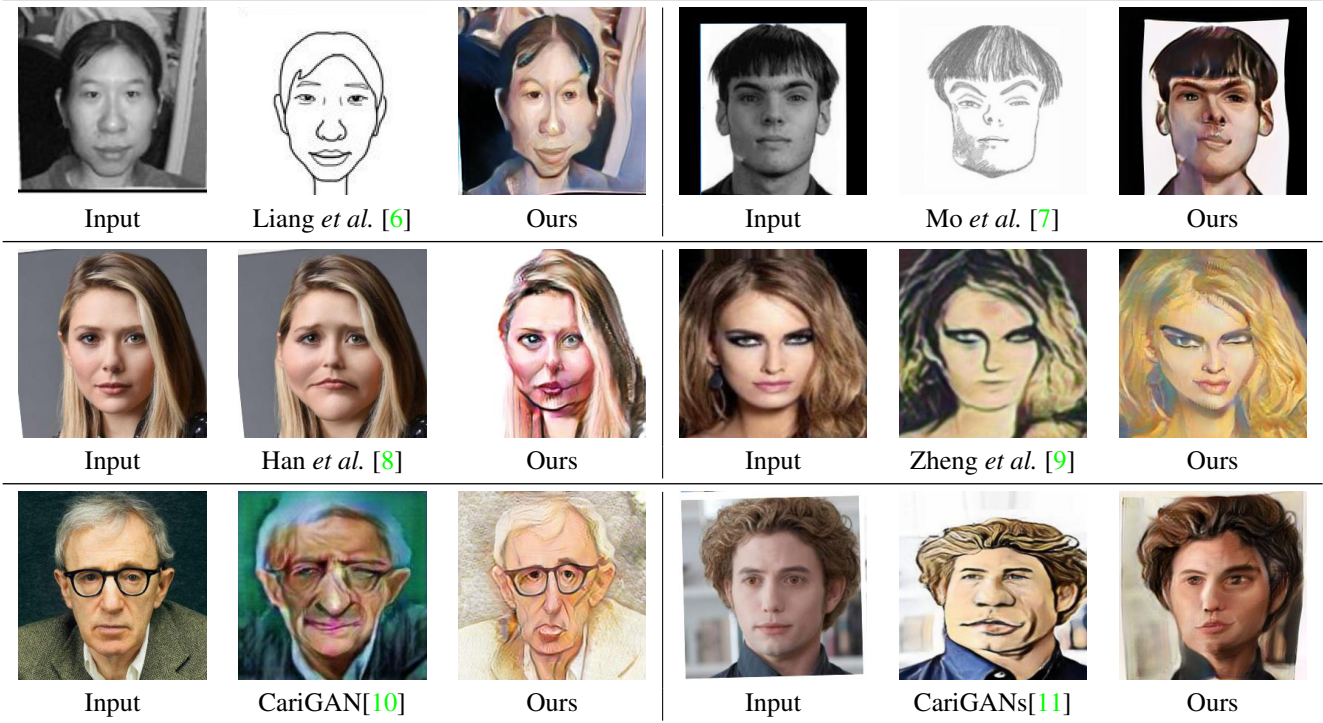 Input Liang et al. [6] Ours Input Mo et al. [7] Ours
Input Han et al. [8] Ours Input Zheng et al. [9] Ours
Input CariGAN[10] Ours Input CariGANs[11] Ours